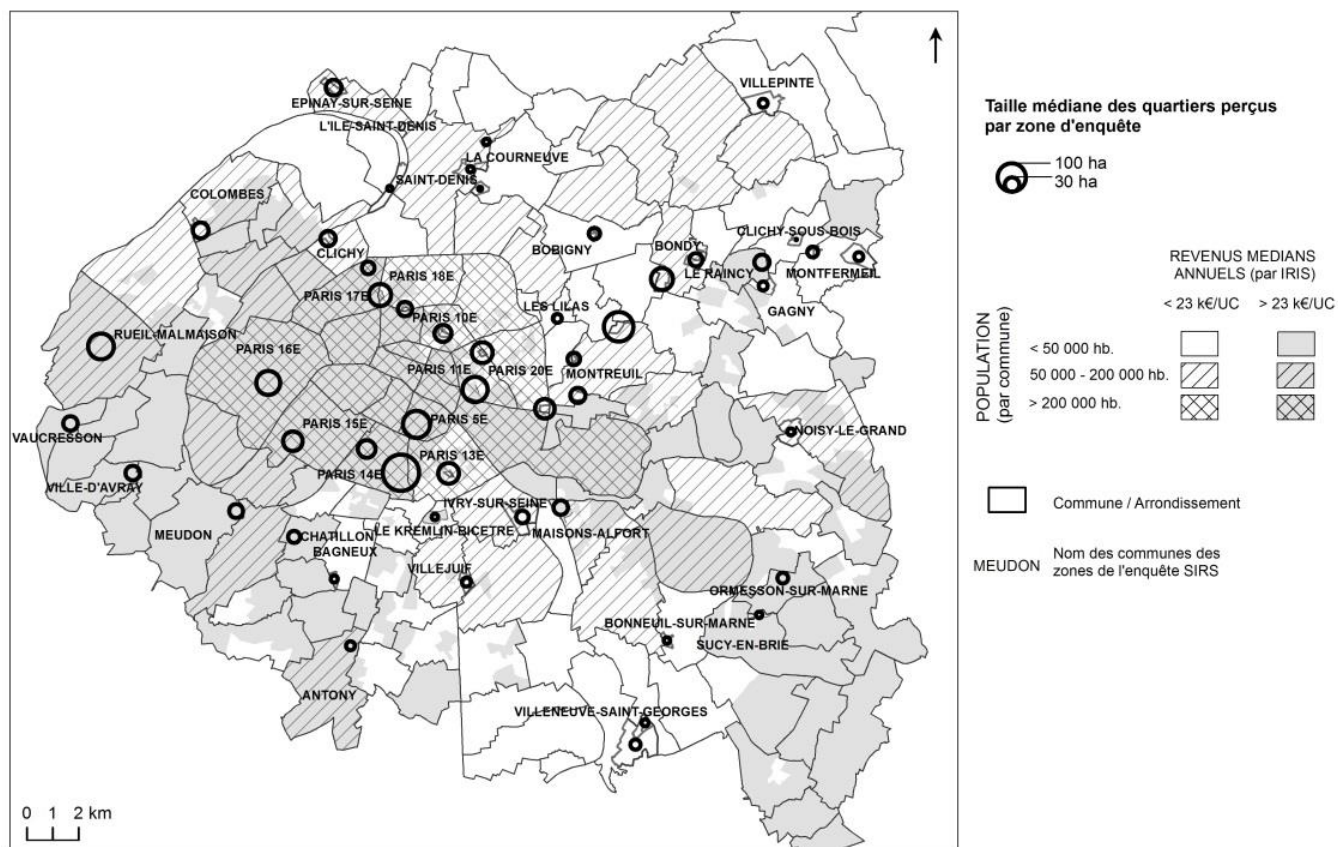 VILLEPINTE
EPINAY-SUR-SEINE
L'ILE-SAINT-DENIS
LA COURNEUVE
SAINT-DENIS
COLOMBES
CLICHY
BOBIGNY
BONDY
CLICHY-SOUS-BOIS
LE RAINCY
MONTFERMEIL
GAGNY
PARIS 18E
PARIS 17E
PARIS 10E
LES LILAS
RUEIL-MALMAISON
PARIS 16E
PARIS 11E
PARIS 20E
MONTREUIL
PARIS 15E
PARIS 5E
VAUCRESSON
NOISY-LE-GRAND
PARIS 13E
PARIS 14E
VILLE-D'AVRAY
IVRY-SUR-SEINE
LE KREMLIN-BICETRE
MAISONS-ALFORT
MEUDON
CHATILLON
BAGNEUX
VILLEJUIF
ORMESSON-SUR-MARNE
BONNEUIL-SUR-MARNE
SUCY-EN-BRIE
ANTONY
VILLENEUVE-SAINT-GEORGES
0 1 2 km
Taille médiane des quartiers perçus
par zone d'enquête
100 ha
30 ha
REVENUS MEDIANS
ANNUELS (par IRIS)
< 23 k€/UC > 23 k€/UC
POPULATION
(par commune)
< 50 000 hb.
50 000 - 200 000 hb.
> 200 000 hb.
Commune / Arrondissement
MEUDON
Nom des communes des
zones de l'enquête SIRS